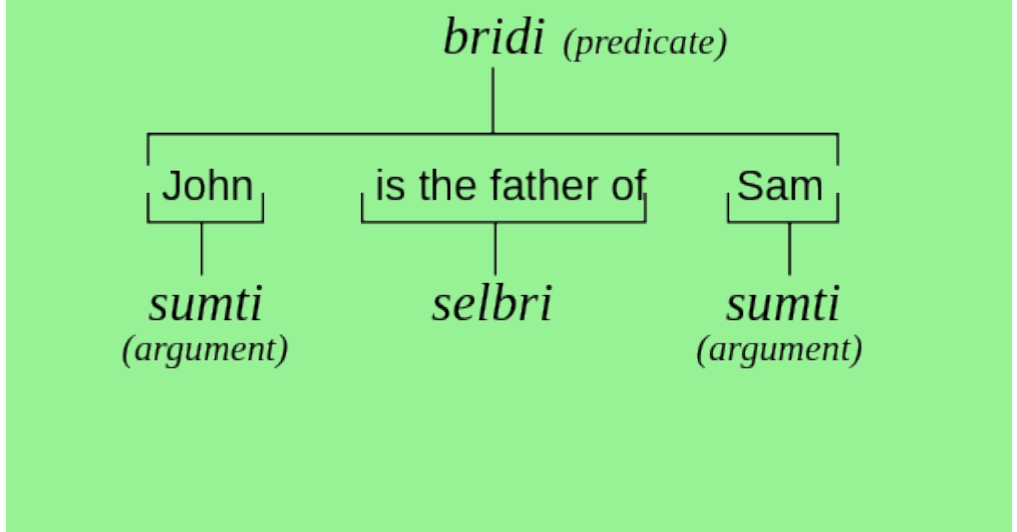 bridi (predicate)
John is the father of Sam
sumti selbri sumti
(argument) (argument)